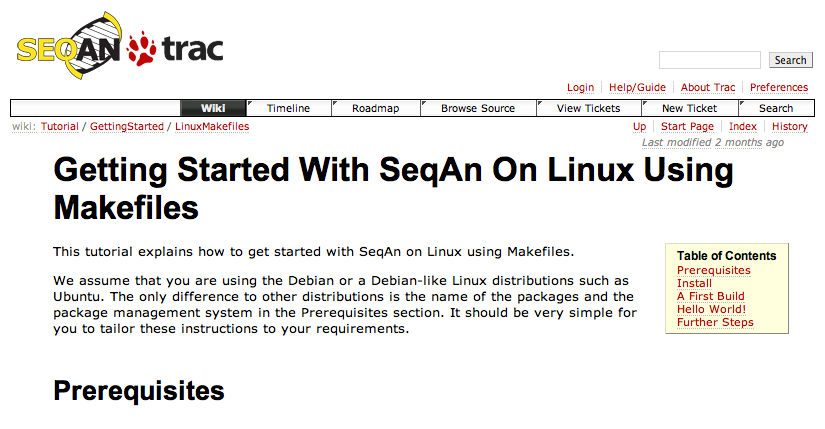 SEQAN trac
Search
Login Help/Guide About Trac Preferences
Wiki Timeline Roadmap Browse Source View Tickets New Ticket Search
wiki: Tutorial / GettingStarted / LinuxMakefiles
Up Start Page Index History
Last modified 2 months ago
Getting Started With SeqAn On Linux Using
Makefiles
This tutorial explains how to get started with SeqAn on Linux using Makefiles.
We assume that you are using the Debian or a Debian-like Linux distributions such as
Ubuntu. The only difference to other distributions is the name of the packages and the
package management system in the Prerequisites section. It should be very simple for
you to tailor these instructions to your requirements.
Table of Contents
Prerequisites
Install
A First Build
Hello World!
Further Steps
Prerequisites